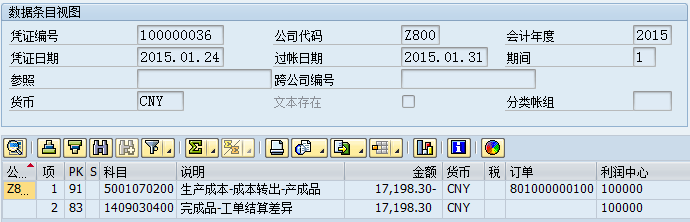 数据条目视图
凭证编号 100000036 公司代码 Z800 会计年度 2015
凭证日期 2015.01.24 过帐日期 2015.01.31 期间 1
参照 跨公司编号
货币 CNY 文本存在 分类帐组
公... 项 PK S 科目 说明 金额 货币 税 订单 利润中心
Z8... 1 91 5001070200 生产成本-成本转出-产成品 17,198.30- CNY 801000000100 100000
2 83 1409030400 完成品-工单结算差异 17,198.30 CNY 100000